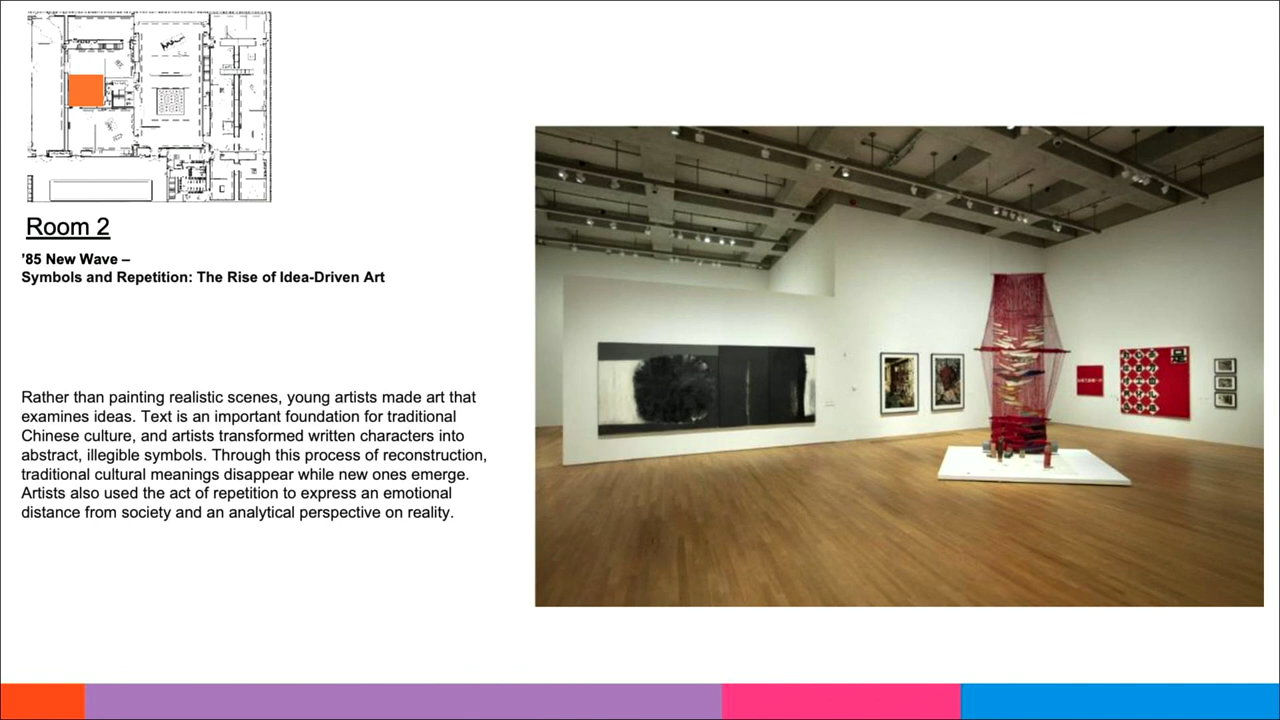 Room 2
’85 New Wave –
Symbols and Repetition: The Rise of Idea-Driven Art
Rather than painting realistic scenes, young artists made art that
examines ideas. Text is an important foundation for traditional
Chinese culture, and artists transformed written characters into
abstract, illegible symbols. Through this process of reconstruction,
traditional cultural meanings disappear while new ones emerge.
Artists also used the act of repetition to express an emotional
distance from society and an analytical perspective on reality.